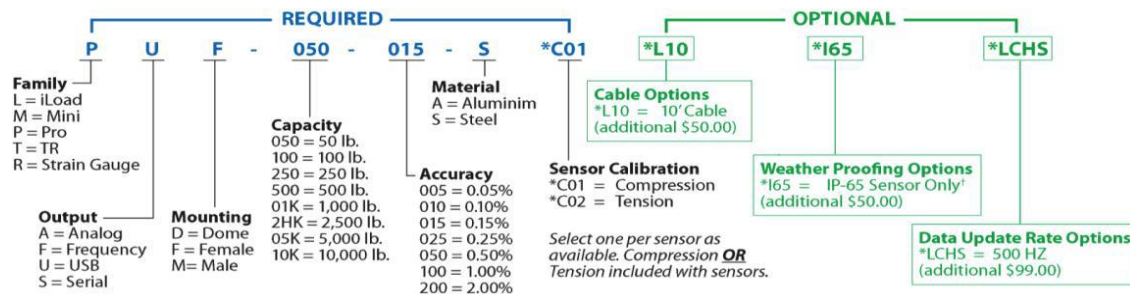 REQUIRED
OPTIONAL
P U F - 050 - 015 - S *C01 *L10 *I65 *LCHS
Family
L = iLoad
M = Mini
P = Pro
T = TR
R = Strain Gauge
Output
A = Analog
F = Frequency
U = USB
S = Serial
Mounting
D = Dome
F = Female
M= Male
Capacity
050 = 50 lb.
100 = 100 lb.
250 = 250 lb.
500 = 500 lb.
01K = 1,000 lb.
2HK = 2,500 lb.
05K = 5,000 lb.
10K = 10,000 lb.
Accuracy
005 = 0.05%
010 = 0.10%
015 = 0.15%
025 = 0.25%
050 = 0.50%
100 = 1.00%
200 = 2.00%
Material
A = Aluminim
S = Steel
Sensor Calibration
*C01 = Compression
*C02 = Tension
Select one per sensor as
available. Compression OR
Tension included with sensors.
Cable Options
*L10 = 10' Cable
(additional $50.00)
Weather Proofing Options
*I65 = IP-65 Sensor Only†
(additional $50.00)
Data Update Rate Options
*LCHS = 500 HZ
(additional $99.00)